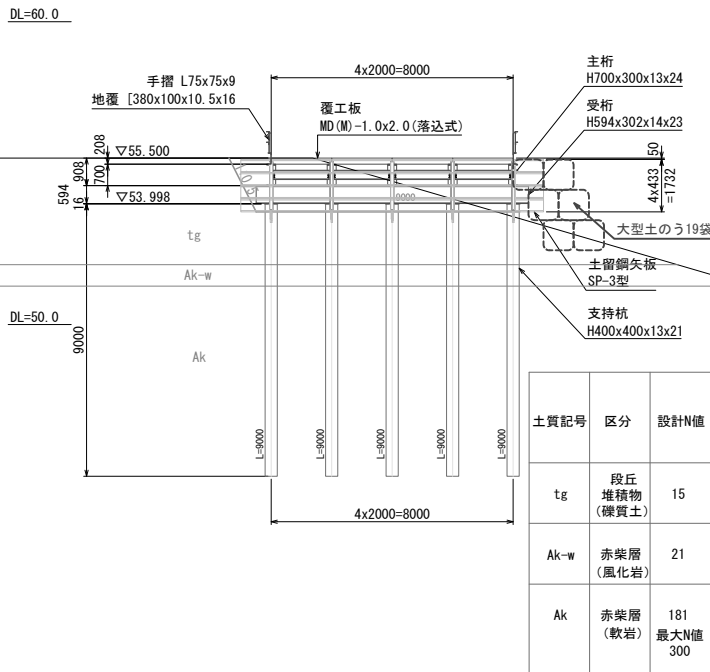 DL=60.0
4x2000=8000
主桁
H700x300x13x24
手摺 L75x75x9
地覆 [380x100x10.5x16
受桁
H594x302x14x23
覆工板
MD(M)-1.0x2.0(落込式)
208
▽55.500
50
908
700
4x433
=1732
594
16
▽53.998
9000
大型土のう19袋
tg
土留鋼矢板
SP-3型
Ak-w
支持杭
H400x400x13x21
DL=50.0
9000
Ak
L=9000
L=9000
L=9000
L=9000
L=9000
4x2000=8000
土質記号 区分 設計N値
tg 段丘 堆積物 (礫質土) 15
Ak-w 赤柴層 (風化岩) 21
Ak 赤柴層 (軟岩) 181 最大N値 300